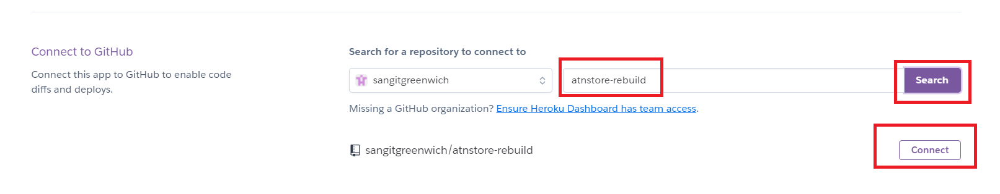 Connect to GitHub
Connect this app to GitHub to enable code
diffs and deploys.
Search for a repository to connect to
sangitgreenwich
atnstore-rebuild
Search
Missing a GitHub organization? Ensure Heroku Dashboard has team access.
sangitgreenwich/atnstore-rebuild
Connect